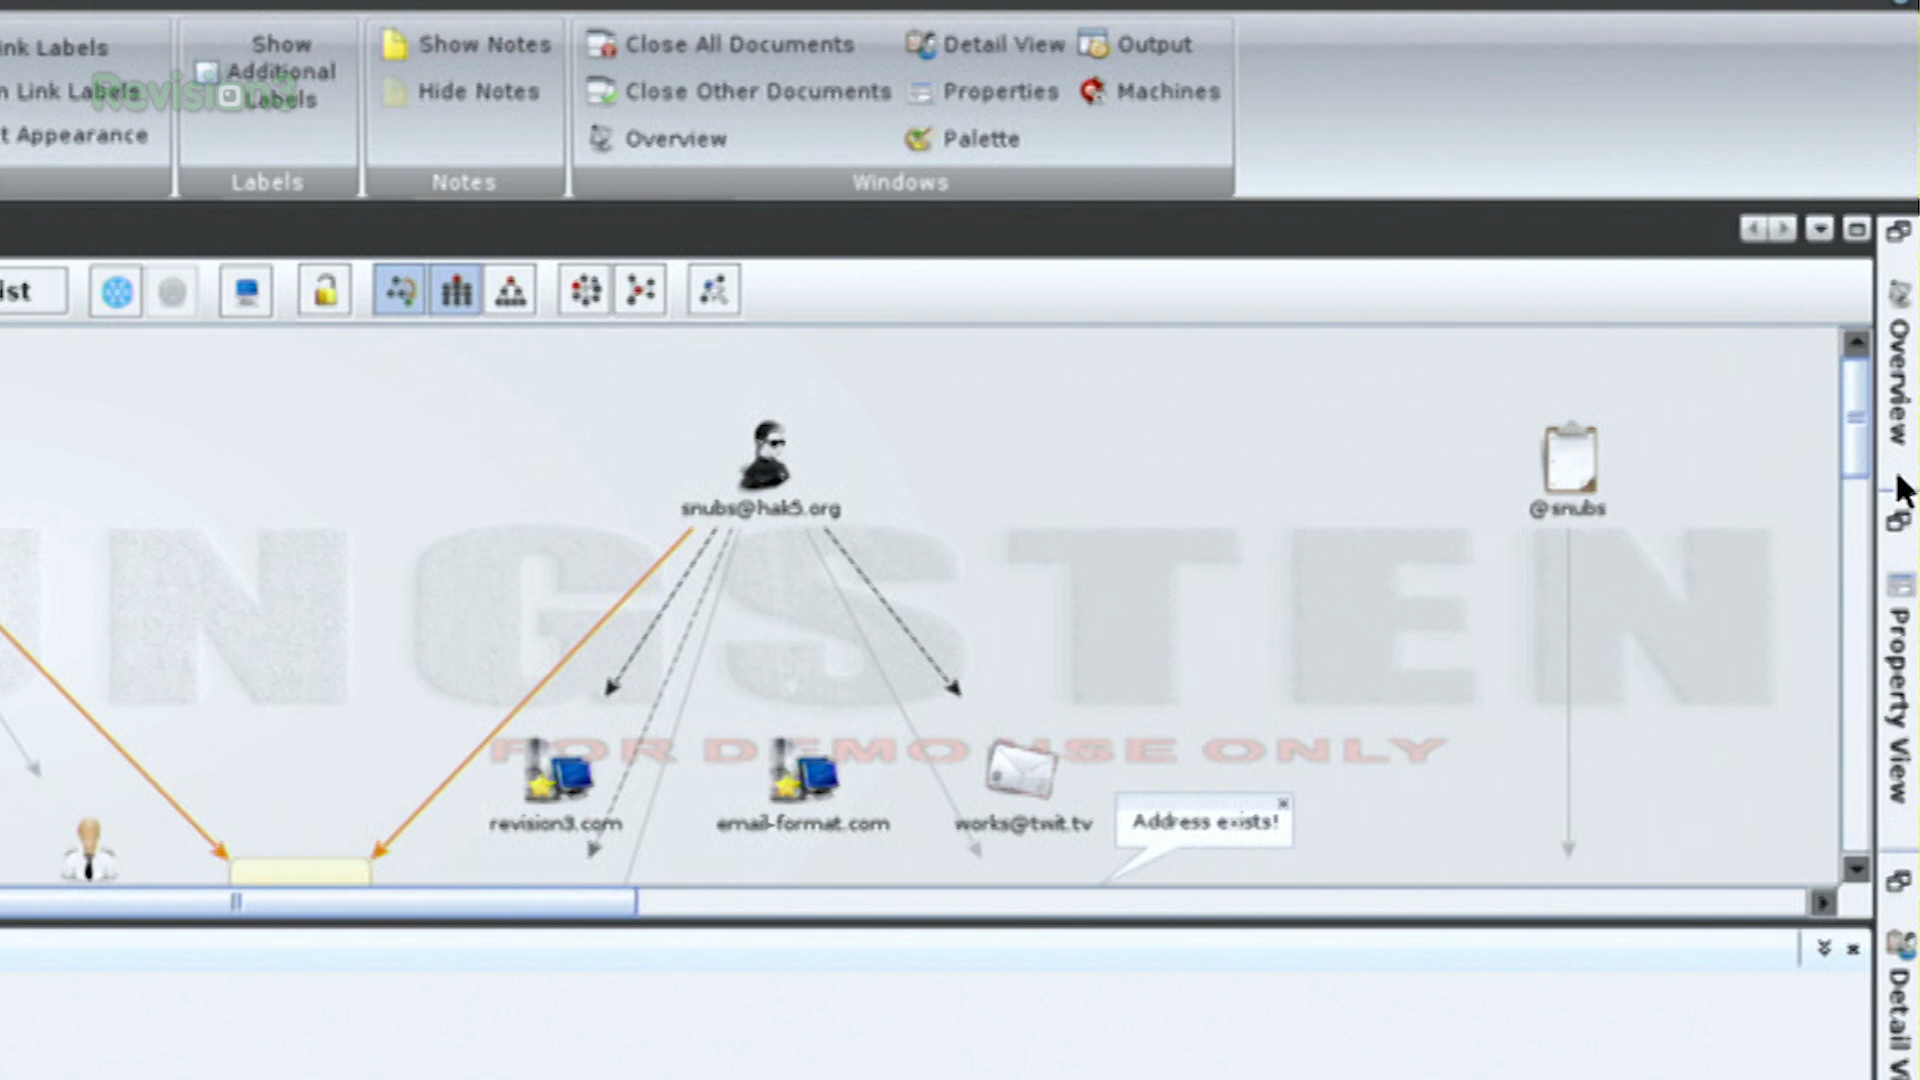 ink Labels
n Link Labels
t Appearance
Revision3
Show
Additional
Labels
Labels
Show Notes
Hide Notes
Notes
Close All Documents
Close Other Documents
Overview
Detail View
Properties
Palette
Output
Machines
Windows
ist
Overview
Property View
Detail Vi
snubs@hak5.org
@snubs
NGSTEN
FOR DEMO USE ONLY
revision3.com
email-format.com
works@twit.tv
Address exists!